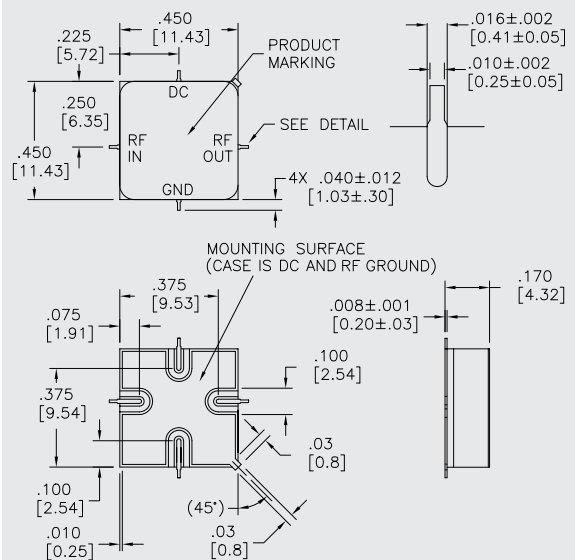 .450
[11.43]
.225
[5.72]
PRODUCT
MARKING
.016±.002
[0.41±0.05]
.010±.002
[0.25±0.05]
DC
.250
[6.35]
RF
IN
RF
OUT
SEE DETAIL
.450
[11.43]
GND
4X .040±.012
[1.03±.30]
MOUNTING SURFACE
(CASE IS DC AND RF GROUND)
.375
[9.53]
.170
[4.32]
.075
[1.91]
.008±.001
[0.20±.03]
.100
[2.54]
.375
[9.54]
.03
[0.8]
.100
[2.54]
(45°)
.010
[0.25]
.03
[0.8]